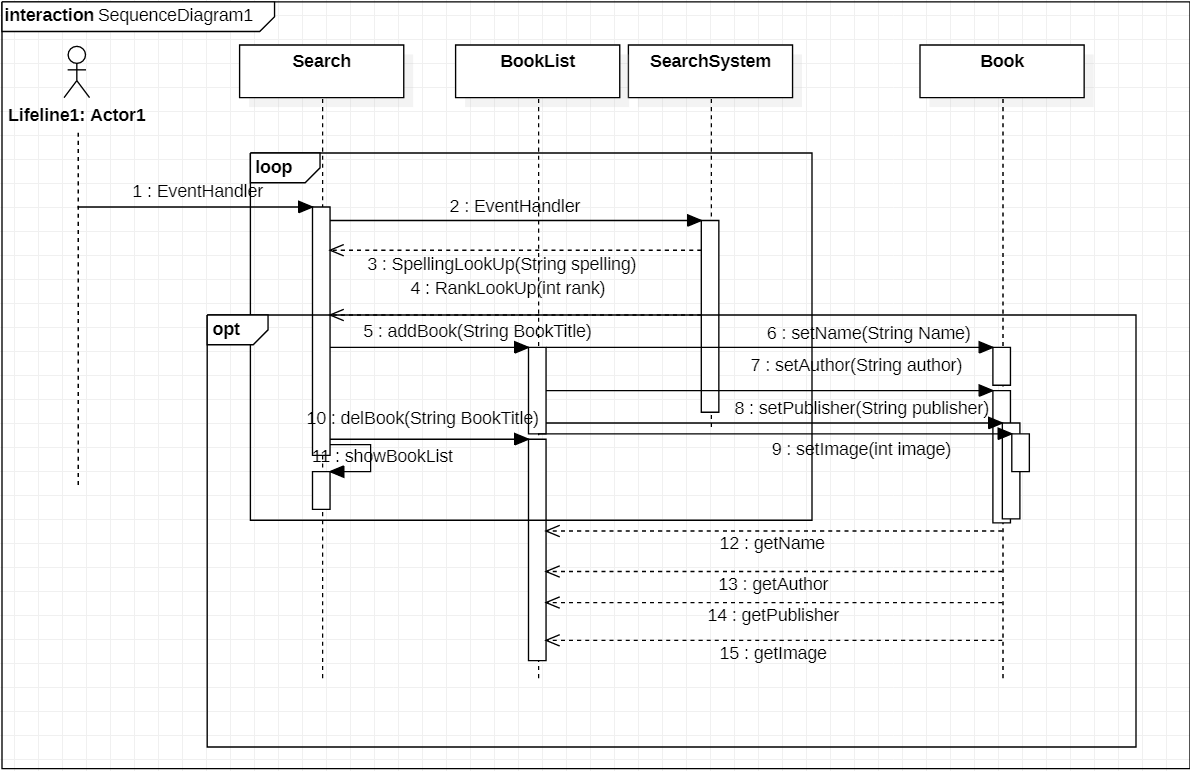 interaction SequenceDiagram1
Search
BookList
SearchSystem
Book
Lifeline1: Actor1
loop
1 : EventHandler
2 : EventHandler
3 : SpellingLookUp(String spelling)
4 : RankLookUp(int rank)
opt
5 : addBook(String BookTitle)
6 : setName(String Name)
7 : setAuthor(String author)
8 : setPublisher(String publisher)
10 : delBook(String BookTitle)
9 : setImage(int image)
11 : showBookList
12 : getName
13 : getAuthor
14 : getPublisher
15 : getImage